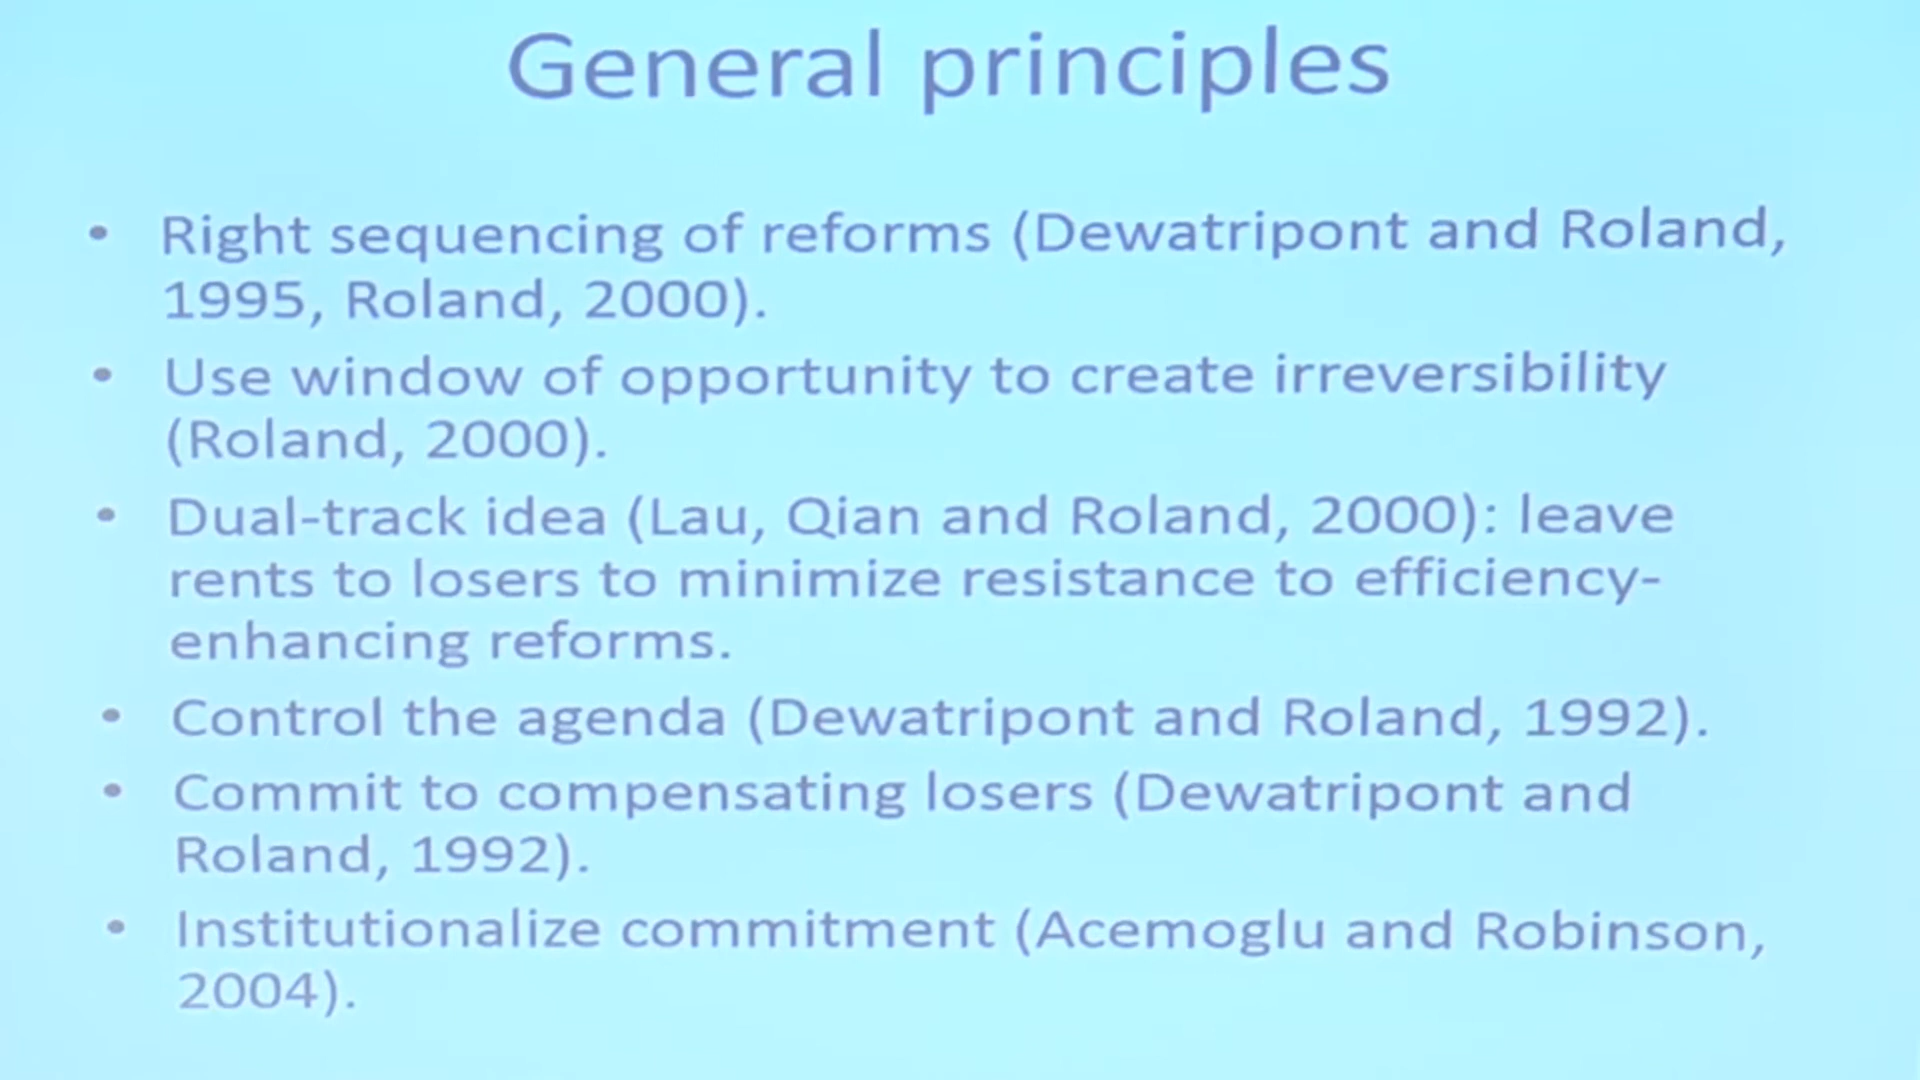 General principles
• Right sequencing of reforms (Dewatripont and Roland,
1995, Roland, 2000).
• Use window of opportunity to create irreversibility
(Roland, 2000).
• Dual-track idea (Lau, Qian and Roland, 2000): leave
rents to losers to minimize resistance to efficiency-
enhancing reforms.
• Control the agenda (Dewatripont and Roland, 1992).
• Commit to compensating losers (Dewatripont and
Roland, 1992).
• Institutionalize commitment (Acemoglu and Robinson,
2004).